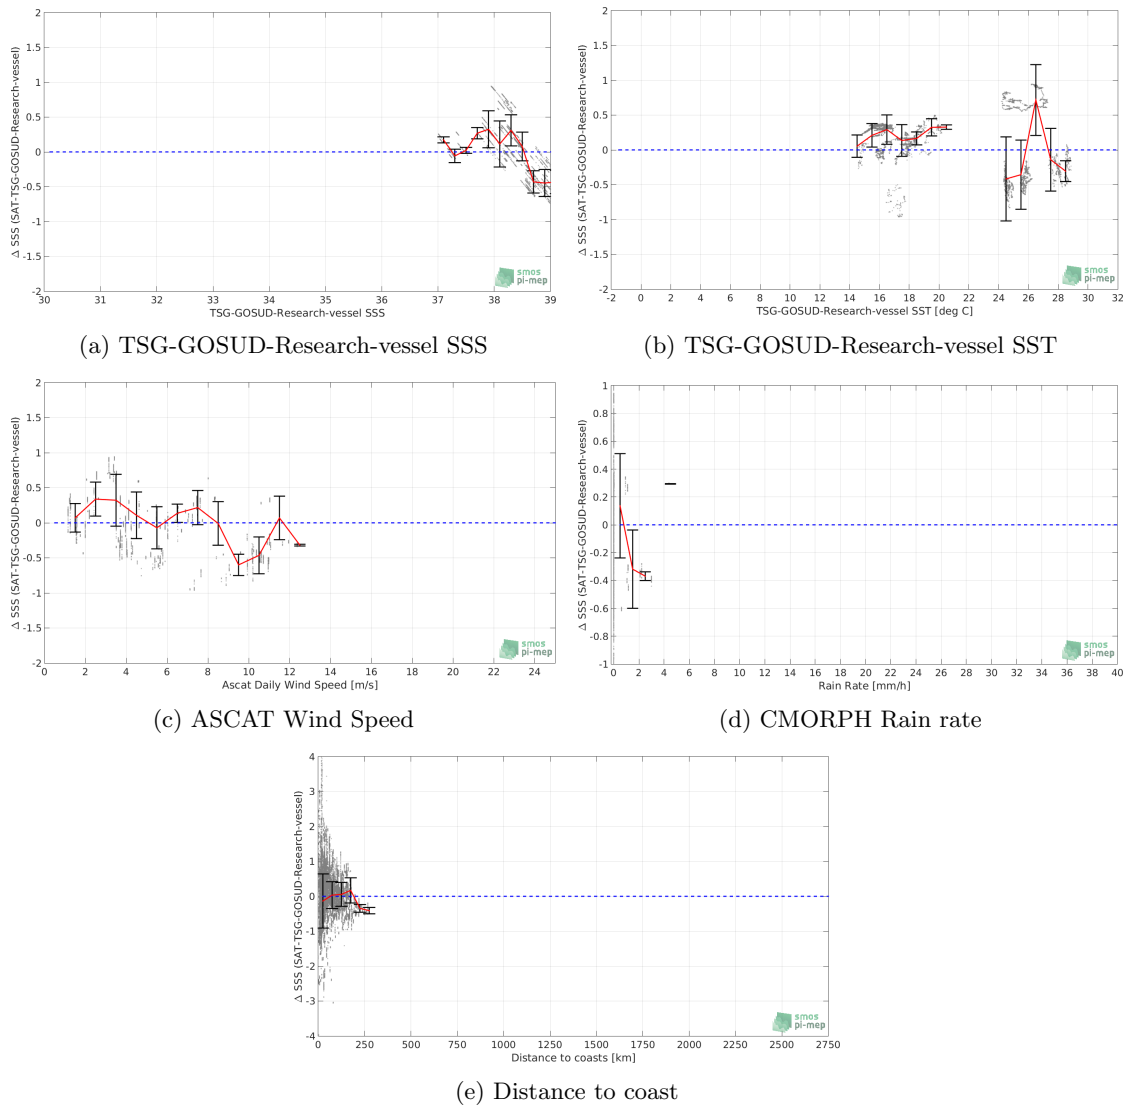 2
1.5
1
0.5
0
-0.5
-1
-1.5
-2
Δ SSS (SAT-TSG-GOSUD-Research-vessel)
30 31 32 33 34 35 36 37 38 39
TSG-GOSUD-Research-vessel SSS
smos
pi-mep
(a) TSG-GOSUD-Research-vessel SSS
2
1.5
1
0.5
0
-0.5
-1
-1.5
-2
Δ SSS (SAT-TSG-GOSUD-Research-vessel)
-2 0 2 4 6 8 10 12 14 16 18 20 22 24 26 28 30 32
TSG-GOSUD-Research-vessel SST [deg C]
smos
pi-mep
(b) TSG-GOSUD-Research-vessel SST
2
1.5
1
0.5
0
-0.5
-1
-1.5
-2
Δ SSS (SAT-TSG-GOSUD-Research-vessel)
0 2 4 6 8 10 12 14 16 18 20 22 24
Ascat Daily Wind Speed [m/s]
smos
pi-mep
(c) ASCAT Wind Speed
1
0.8
0.6
0.4
0.2
0
-0.2
-0.4
-0.6
-0.8
-1
Δ SSS (SAT-TSG-GOSUD-Research-vessel)
0 2 4 6 8 10 12 14 16 18 20 22 24 26 28 30 32 34 36 38 40
Rain Rate [mm/h]
smos
pi-mep
(d) CMORPH Rain rate
4
3
2
1
0
-1
-2
-3
-4
Δ SSS (SAT-TSG-GOSUD-Research-vessel)
0 250 500 750 1000 1250 1500 1750 2000 2250 2500 2750
Distance to coasts [km]
smos
pi-mep
(e) Distance to coast